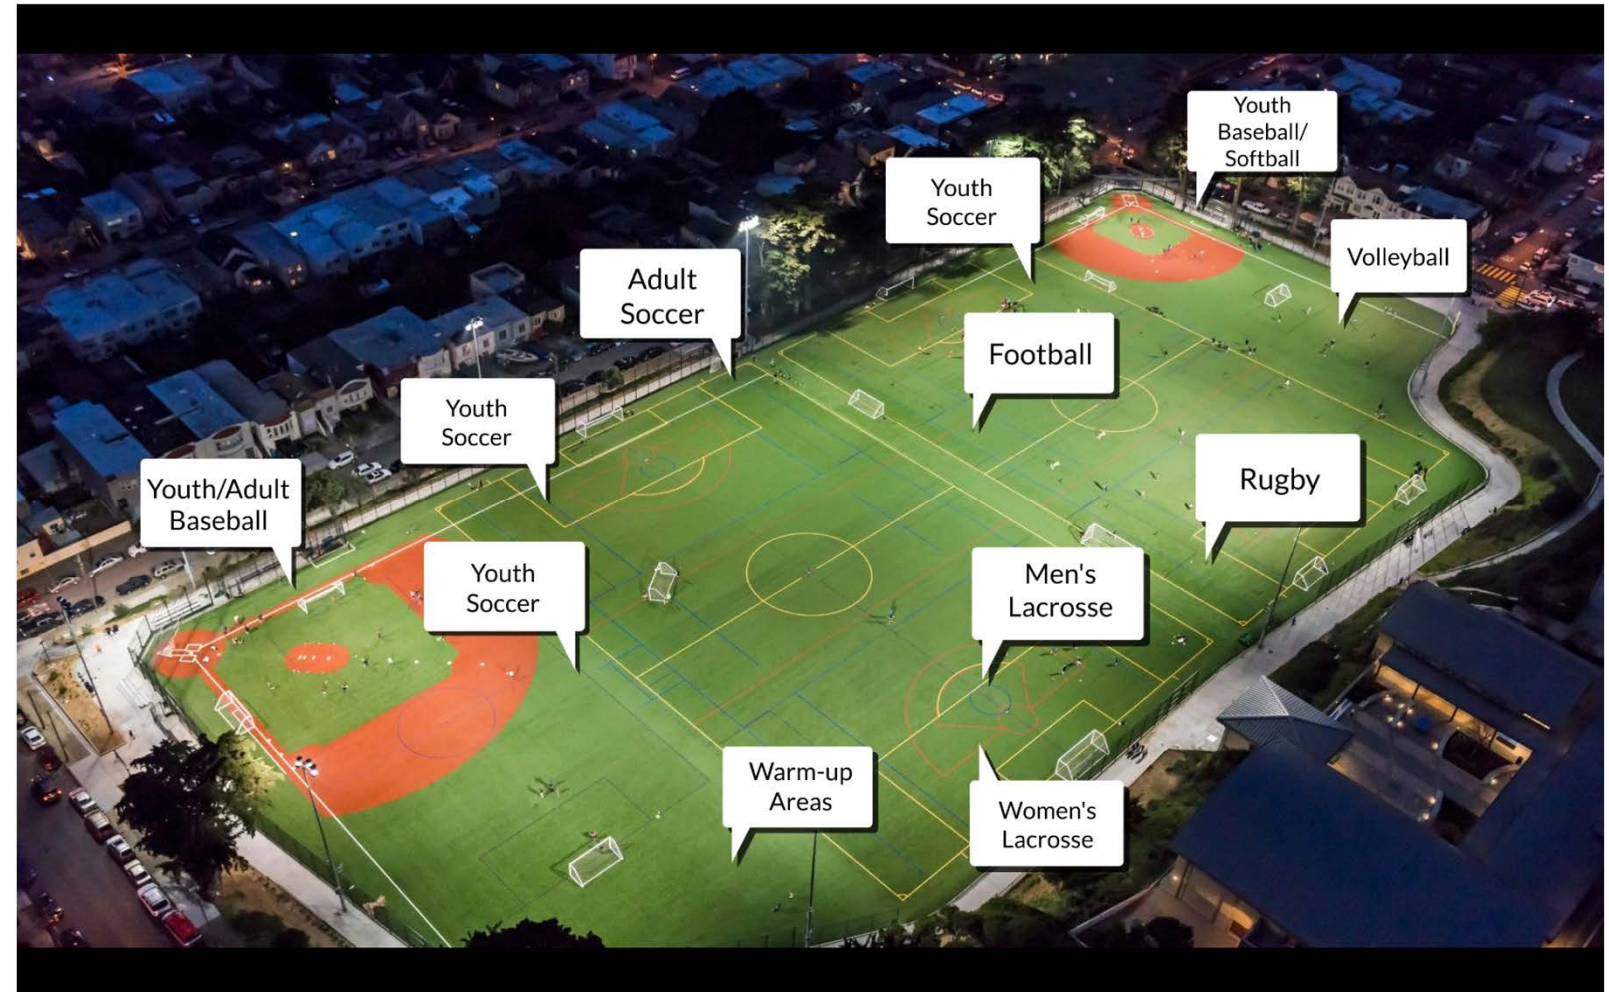 Youth
Baseball/
Softball
Youth
Soccer
Volleyball
Adult
Soccer
Football
Youth
Soccer
Rugby
Youth/Adult
Baseball
Youth
Soccer
Men's
Lacrosse
Warm-up
Areas
Women's
Lacrosse